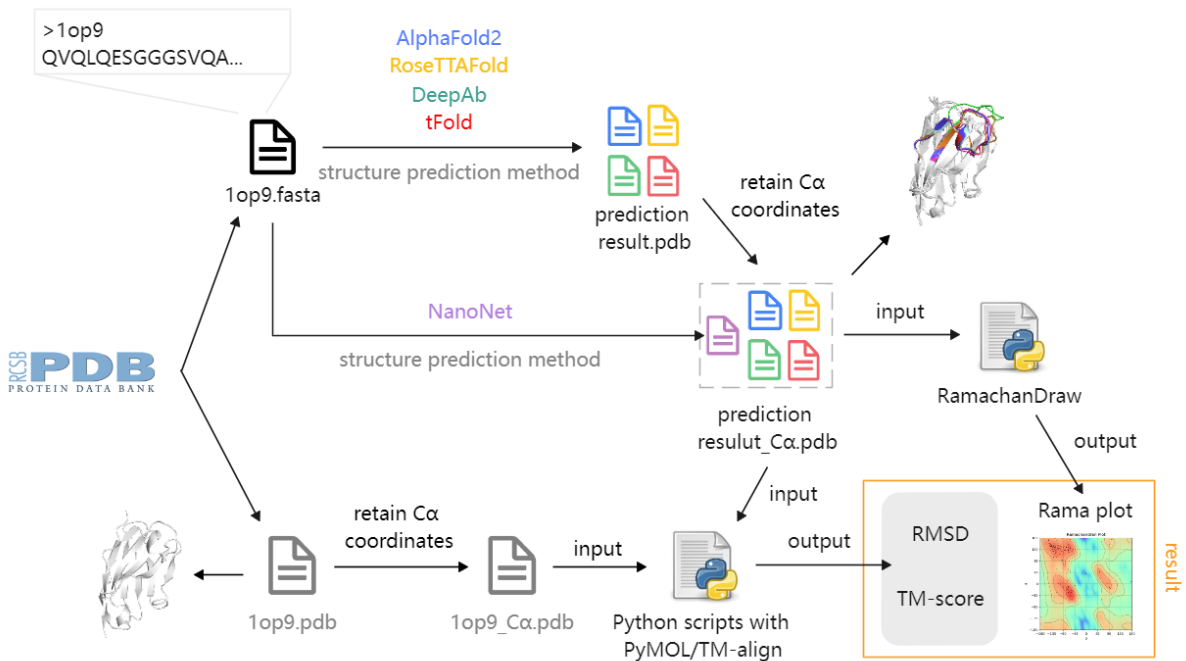 >1op9
QVQLQESGGGSVQA...
AlphaFold2
RoseTTAFold
DeepAb
tFold
structure prediction method
1op9.fasta
prediction
result.pdb
retain Cα
coordinates
NanoNet
structure prediction method
input
RCSB
PDB
PROTEIN DATA BANK
RamachanDraw
prediction
resulut_Cα.pdb
output
input
retain Cα
coordinates
input
output
1op9.pdb
1op9_Cα.pdb
Python scripts with
PyMOL/TM-align
RMSD
TM-score
Rama plot
Ramachandran Plot
result